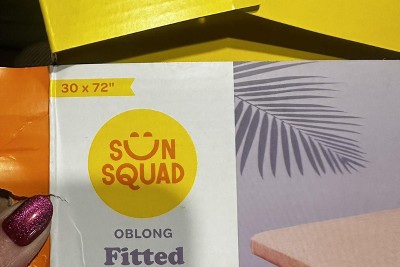 30 x 72"
SUN
SQUAD
OBLONG
Fitted